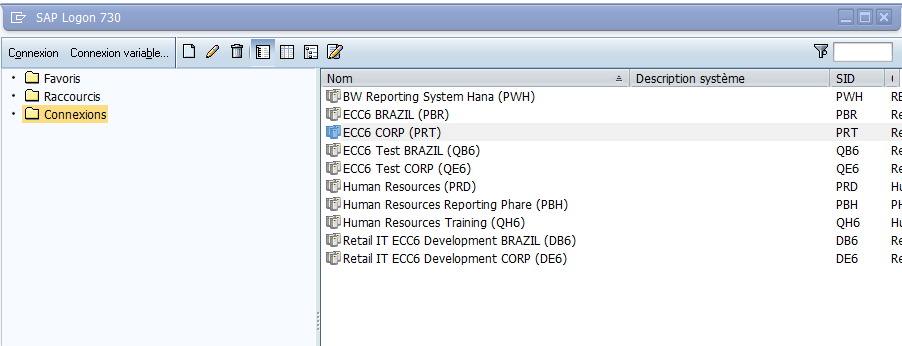 SAP Logon 730
Connexion Connexion variable...
Favoris
Raccourcis
Connexions
Nom Description système SID
BW Reporting System Hana (PWH) PWH RE
ECC6 BRAZIL (PBR) PBR Re
ECC6 CORP (PRT) PRT Re
ECC6 Test BRAZIL (QB6) QB6 Re
ECC6 Test CORP (QE6) QE6 Re
Human Resources (PRD) PRD Hu
Human Resources Reporting Phare (PBH) PBH PH
Human Resources Training (QH6) QH6 Hu
Retail IT ECC6 Development BRAZIL (DB6) DB6 Re
Retail IT ECC6 Development CORP (DE6) DE6 Re